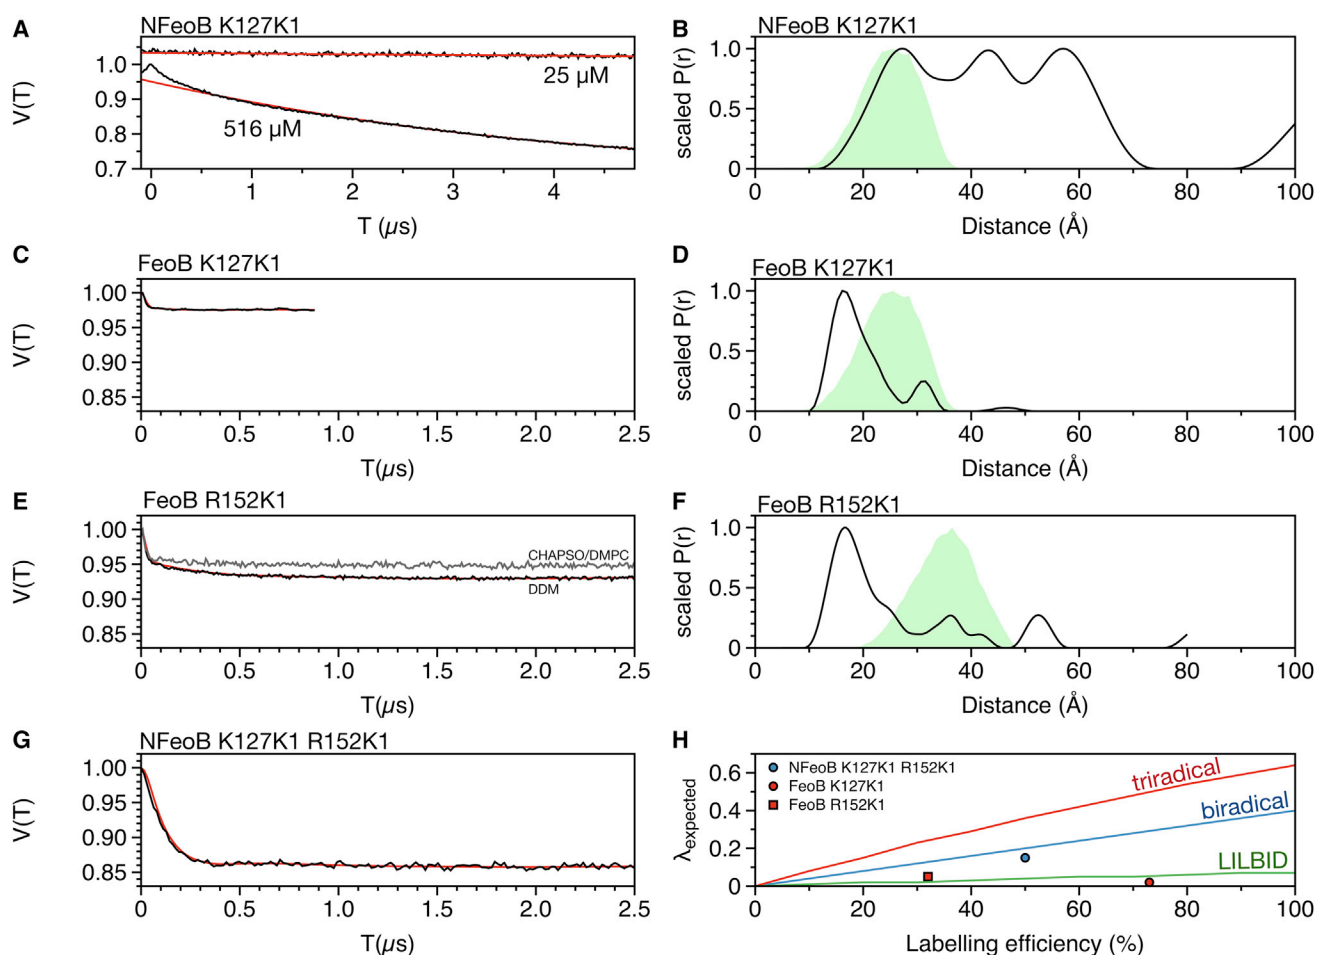 A
NFeoB K127K1
V(T)
1.0
0.9
0.8
0.7
25 µM
516 µM
0 1 2 3 4
T (µs)
B
NFeoB K127K1
scaled P(r)
1.0
0.5
0
0 20 40 60 80 100
Distance (Å)
C
FeoB K127K1
V(T)
1.00
0.95
0.90
0.85
0 0.5 1.0 1.5 2.0 2.5
T(µs)
D
FeoB K127K1
scaled P(r)
1.0
0.5
0
0 20 40 60 80 100
Distance (Å)
E
FeoB R152K1
V(T)
1.00
0.95
0.90
0.85
CHAPSO/DMPC
DDM
0 0.5 1.0 1.5 2.0 2.5
T(µs)
F
FeoB R152K1
scaled P(r)
1.0
0.5
0
0 20 40 60 80 100
Distance (Å)
G
NFeoB K127K1 R152K1
V(T)
1.00
0.95
0.90
0.85
0 0.5 1.0 1.5 2.0 2.5
T(µs)
H
λexpected
0.6
0.4
0.2
0
NFeoB K127K1 R152K1
FeoB K127K1
FeoB R152K1
triradical
biradical
LILBID
0 20 40 60 80 100
Labelling efficiency (%)